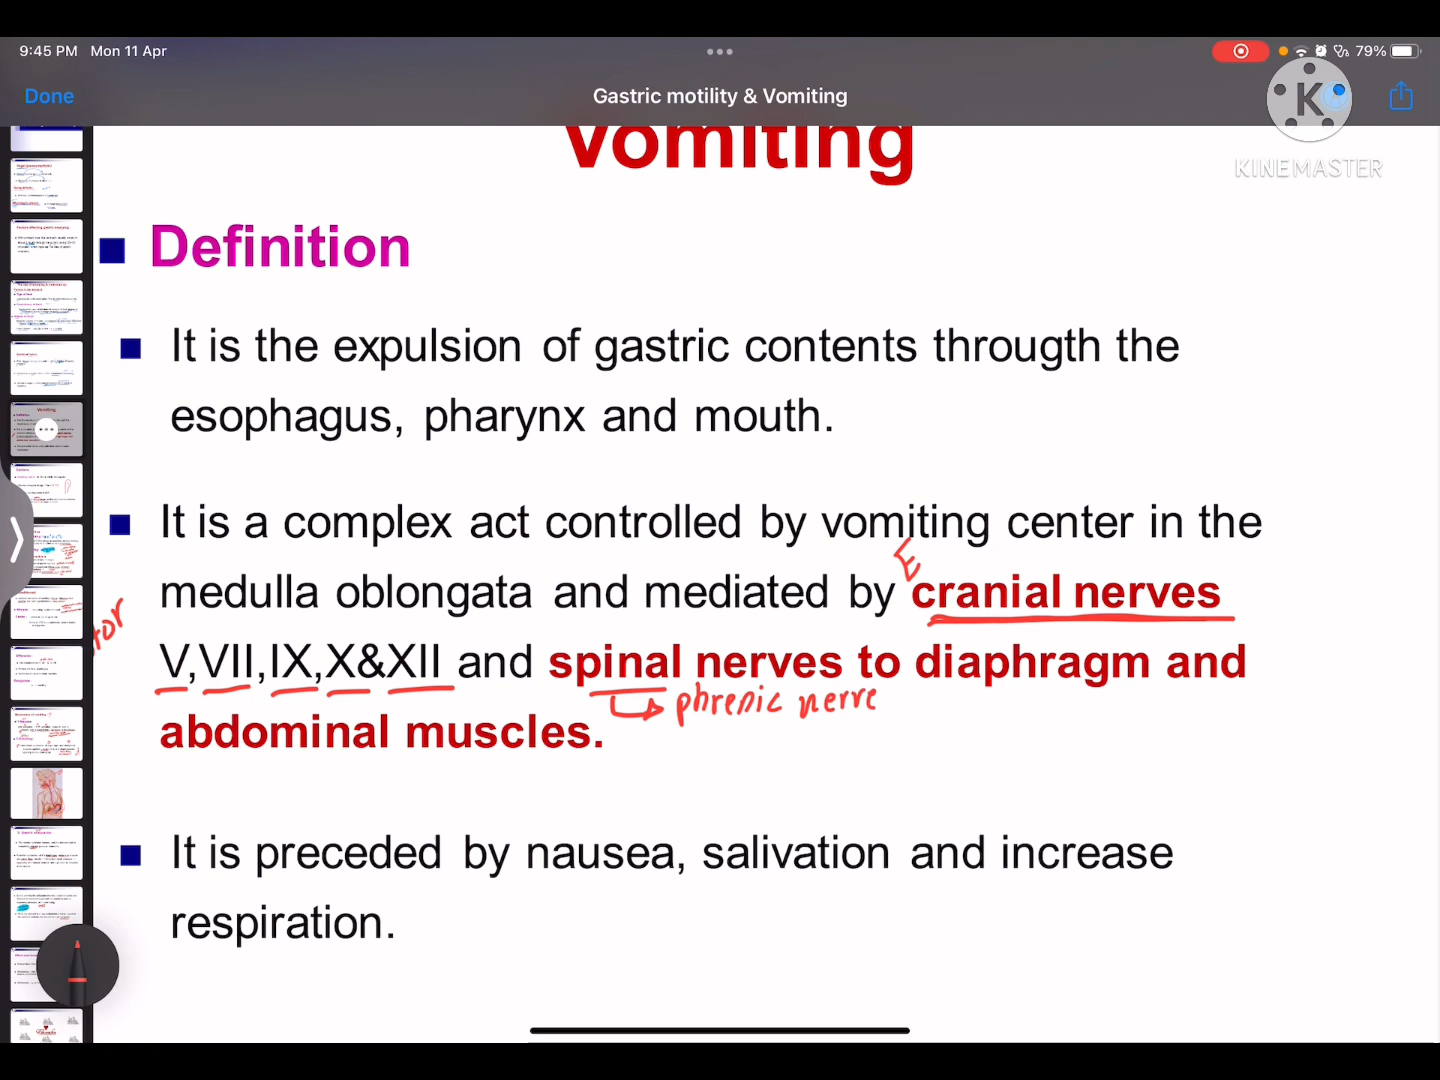 9:45 PM Mon 11 Apr
79%
Done
Gastric motility & Vomiting
K
KINEMASTER
Vomiting
Definition
It is the expulsion of gastric contents througth the
esophagus, pharynx and mouth.
It is a complex act controlled by vomiting center in the
E
medulla oblongata and mediated by cranial nerves
tor
V,VII,IX,X&XII and spinal nerves to diaphragm and
phrenic nerve
abdominal muscles.
It is preceded by nausea, salivation and increase
respiration.